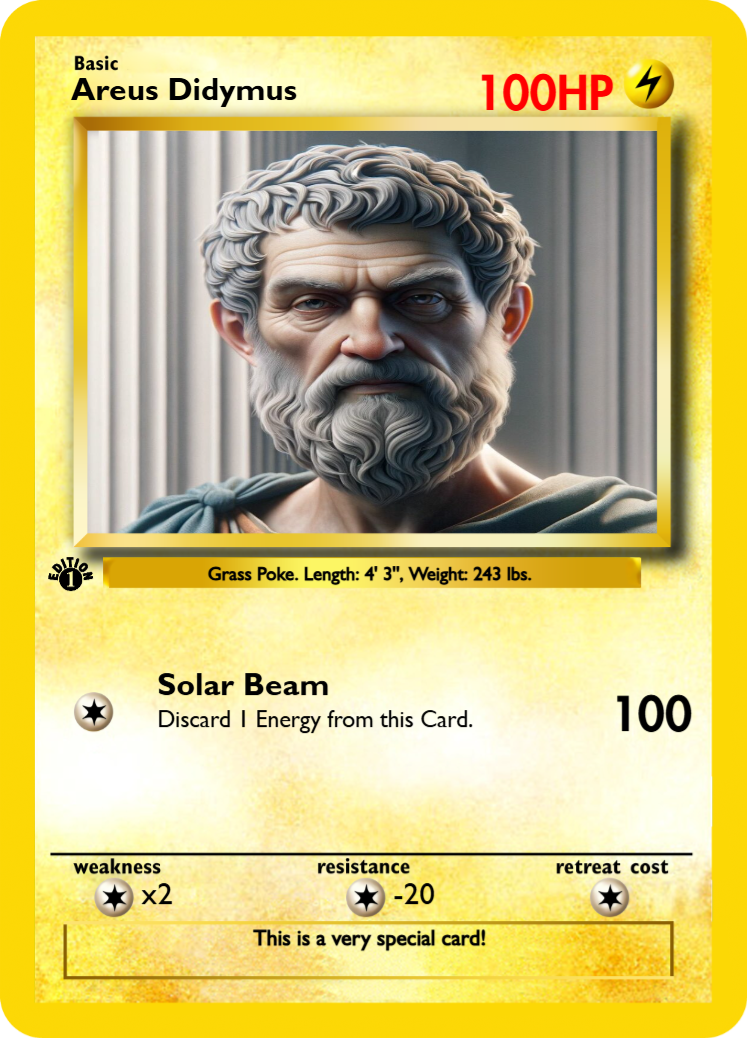 Basic
Areus Didymus
100HP
EDITION
1
Grass Poke. Length: 4' 3", Weight: 243 lbs.
Solar Beam
Discard 1 Energy from this Card.
100
weakness
resistance
retreat cost
x2
-20
This is a very special card!